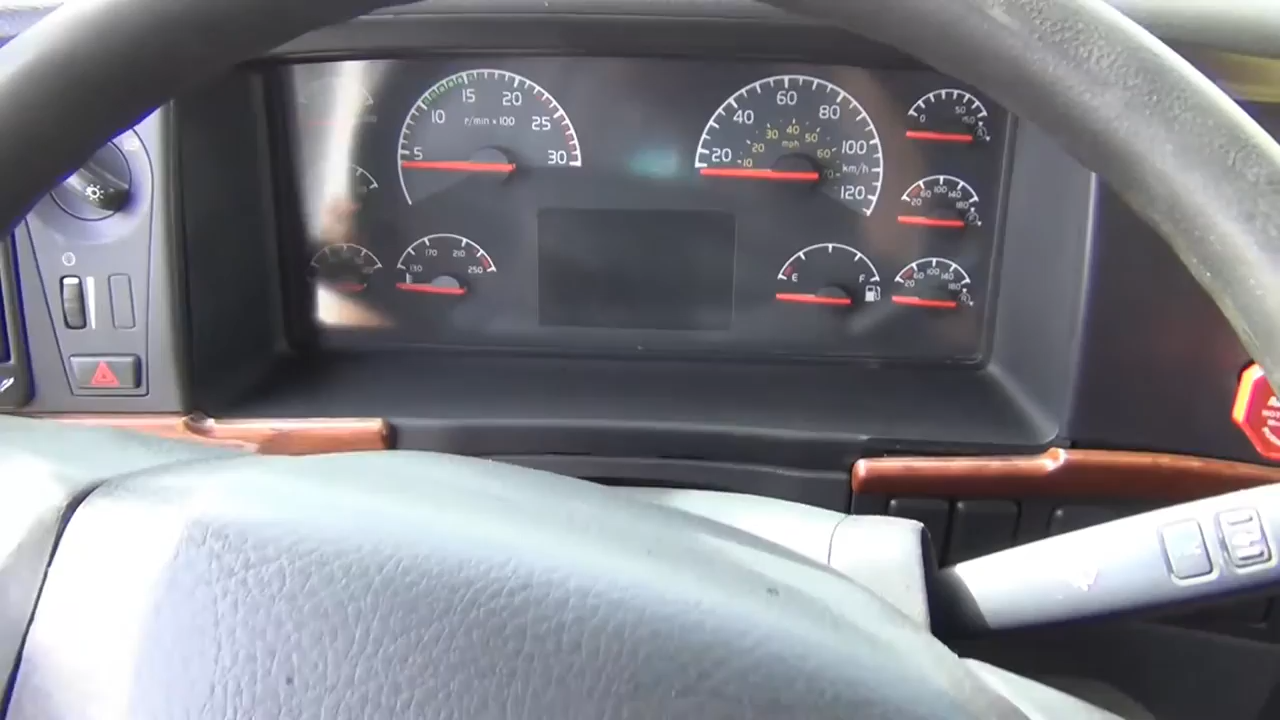 5 10 15 20 25 30
r/min x 100
20 40 60 80 100 120
km/h
10 20 30 40 50 60 70
mph
0 50 150
20 60 100 140 180
130 170 210 250
E F
20 60 100 140 180